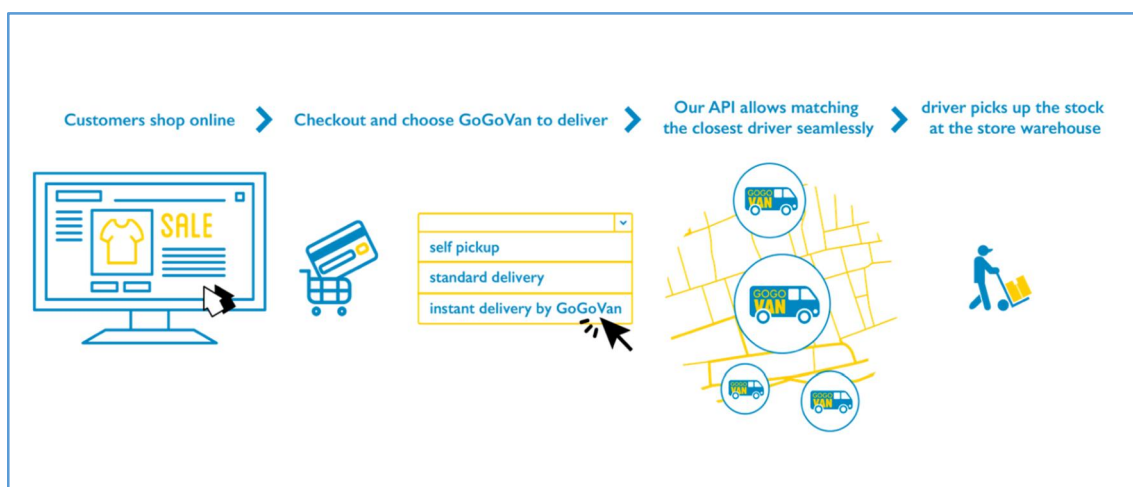 Customers shop online
Checkout and choose GoGoVan to deliver
Our API allows matching
the closest driver seamlessly
driver picks up the stock
at the store warehouse
SALE
self pickup
standard delivery
instant delivery by GoGoVan
GOGO
VAN
GOGO
VAN
GOGO
VAN
GOGO
VAN